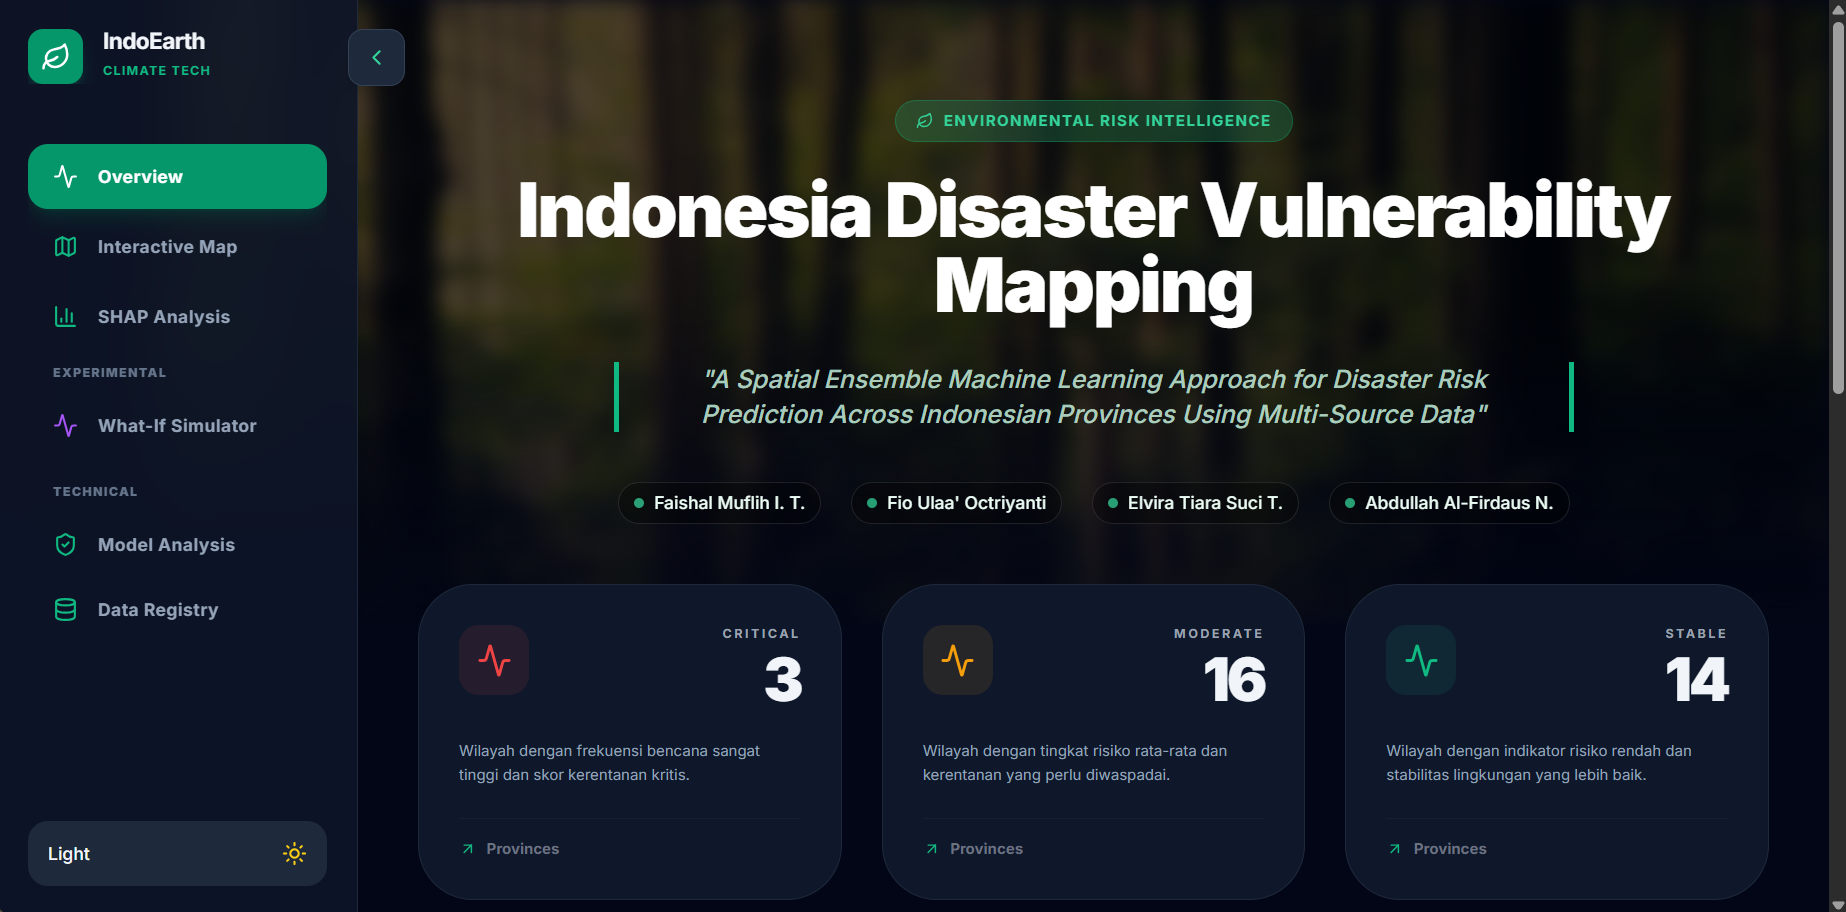 IndoEarth
CLIMATE TECH
Overview
Interactive Map
SHAP Analysis
EXPERIMENTAL
What-If Simulator
TECHNICAL
Model Analysis
Data Registry
Light
ENVIRONMENTAL RISK INTELLIGENCE
Indonesia Disaster Vulnerability
Mapping
"A Spatial Ensemble Machine Learning Approach for Disaster Risk
Prediction Across Indonesian Provinces Using Multi-Source Data"
Faishal Muflih I. T.
Fio Ulaa' Octriyanti
Elvira Tiara Suci T.
Abdullah Al-Firdaus N.
CRITICAL
3
Wilayah dengan frekuensi bencana sangat
tinggi dan skor kerentanan kritis.
Provinces
MODERATE
16
Wilayah dengan tingkat risiko rata-rata dan
kerentanan yang perlu diwaspadai.
Provinces
STABLE
14
Wilayah dengan indikator risiko rendah dan
stabilitas lingkungan yang lebih baik.
Provinces